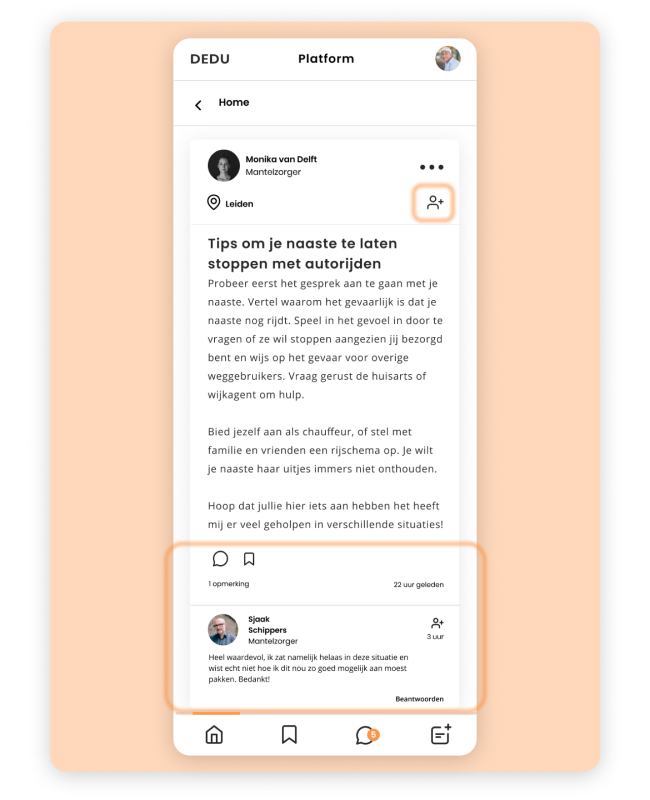 DEDU
Platform
Home
Monika van Delft
Mantelzorger
Leiden
Tips om je naaste te laten
stoppen met autorijden
Probeer eerst het gesprek aan te gaan met je
naaste. Vertel waarom het gevaarlijk is dat je
naaste nog rijdt. Speel in het gevoel in door te
vragen of ze wil stoppen aangezien jij bezorgd
bent en wijs op het gevaar voor overige
weggebruikers. Vraag gerust de huisarts of
wijkagent om hulp.
Bied jezelf aan als chauffeur, of stel met
familie en vrienden een rijschema op. Je wilt
je naaste haar uitjes immers niet onthouden.
Hoop dat jullie hier iets aan hebben het heeft
mij er veel geholpen in verschillende situaties!
1 opmerking
22 uur geleden
Sjaak
Schippers
Mantelzorger
3 uur
Heel waardevol, ik zat namelijk helaas in deze situatie en
wist echt niet hoe ik dit nou zo goed mogelijk aan moest
pakken. Bedankt!
Beantwoorden
5